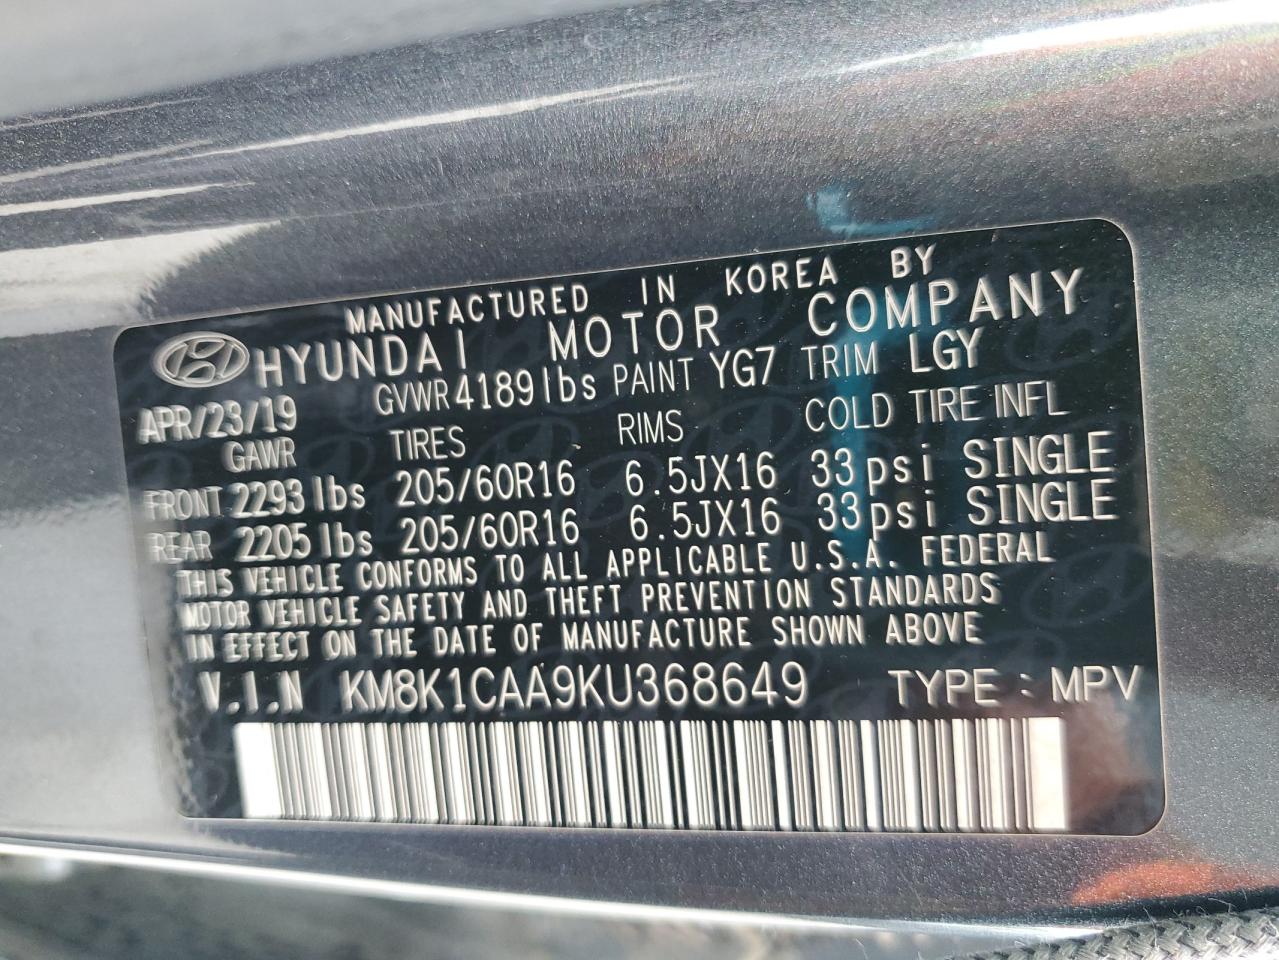 MANUFACTURED IN KOREA BY
HYUNDAI MOTOR COMPANY
APR/23/19 GVWR 4189lbs PAINT YG7 TRIM LGY
GAWR TIRES RIMS COLD TIRE INFL
FRONT 2293 lbs 205/60R16 6.5JX16 33psi SINGLE
REAR 2205 lbs 205/60R16 6.5JX16 33psi SINGLE
THIS VEHICLE CONFORMS TO ALL APPLICABLE U.S.A. FEDERAL
MOTOR VEHICLE SAFETY AND THEFT PREVENTION STANDARDS
IN EFFECT ON THE DATE OF MANUFACTURE SHOWN ABOVE
V.I.N KM8K1CAA9KU368649 TYPE : MPV